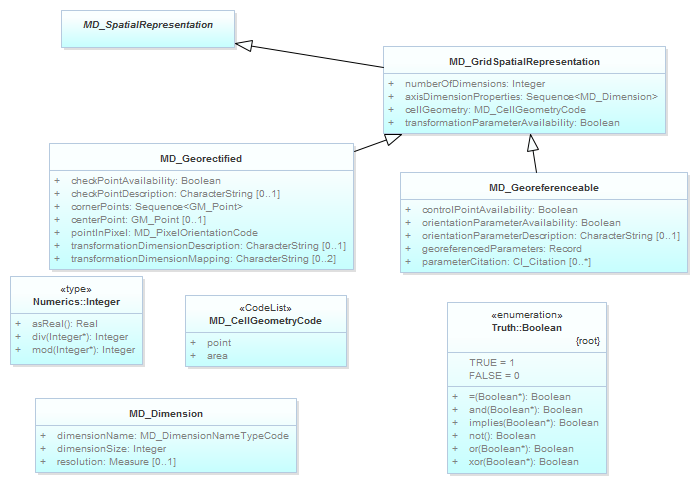 MD_SpatialRepresentation
MD_GridSpatialRepresentation
+ numberOfDimensions: Integer
+ axisDimensionProperties: Sequence<MD_Dimension>
+ cellGeometry: MD_CellGeometryCode
+ transformationParameterAvailability: Boolean
MD_Georectified
+ checkPointAvailability: Boolean
+ checkPointDescription: CharacterString [0..1]
+ cornerPoints: Sequence<GM_Point>
+ centerPoint: GM_Point [0..1]
+ pointInPixel: MD_PixelOrientationCode
+ transformationDimensionDescription: CharacterString [0..1]
+ transformationDimensionMapping: CharacterString [0..2]
MD_Georeferenceable
+ controlPointAvailability: Boolean
+ orientationParameterAvailability: Boolean
+ orientationParameterDescription: CharacterString [0..1]
+ georeferencedParameters: Record
+ parameterCitation: CI_Citation [0..*]
«type»
Numerics::Integer
+ asReal(): Real
+ div(Integer*): Integer
+ mod(Integer*): Integer
«CodeList»
MD_CellGeometryCode
+ point
+ area
«enumeration»
Truth::Boolean
{root}
TRUE = 1
FALSE = 0
+ =(Boolean*): Boolean
+ and(Boolean*): Boolean
+ implies(Boolean*): Boolean
+ not(): Boolean
+ or(Boolean*): Boolean
+ xor(Boolean*): Boolean
MD_Dimension
+ dimensionName: MD_DimensionNameTypeCode
+ dimensionSize: Integer
+ resolution: Measure [0..1]